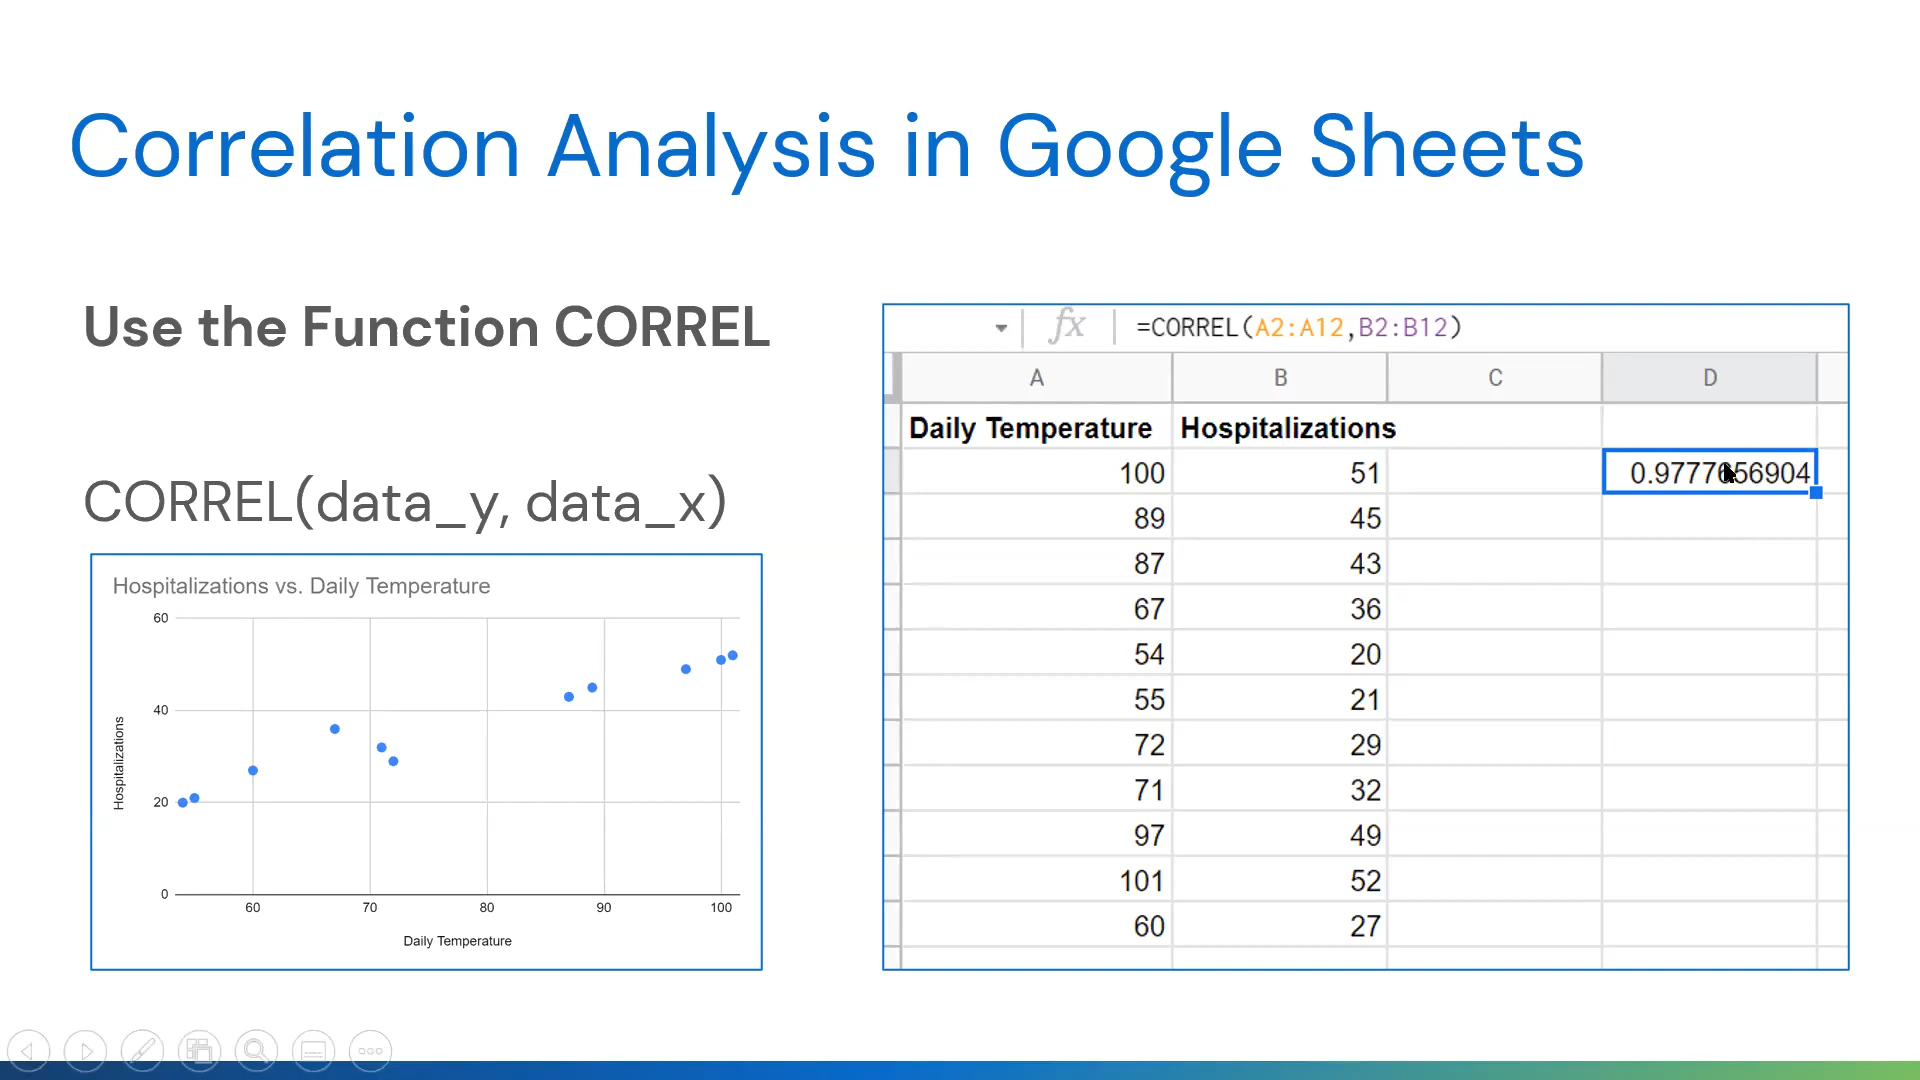 Correlation Analysis in Google Sheets
Use the Function CORREL
CORREL(data_y, data_x)
Hospitalizations vs. Daily Temperature
60
40
20
0
Hospitalizations
60 70 80 90 100
Daily Temperature
fx =CORREL(A2:A12,B2:B12)
A B C D
Daily Temperature Hospitalizations
100 51 0.9777656904
89 45
87 43
67 36
54 20
55 21
72 29
71 32
97 49
101 52
60 27